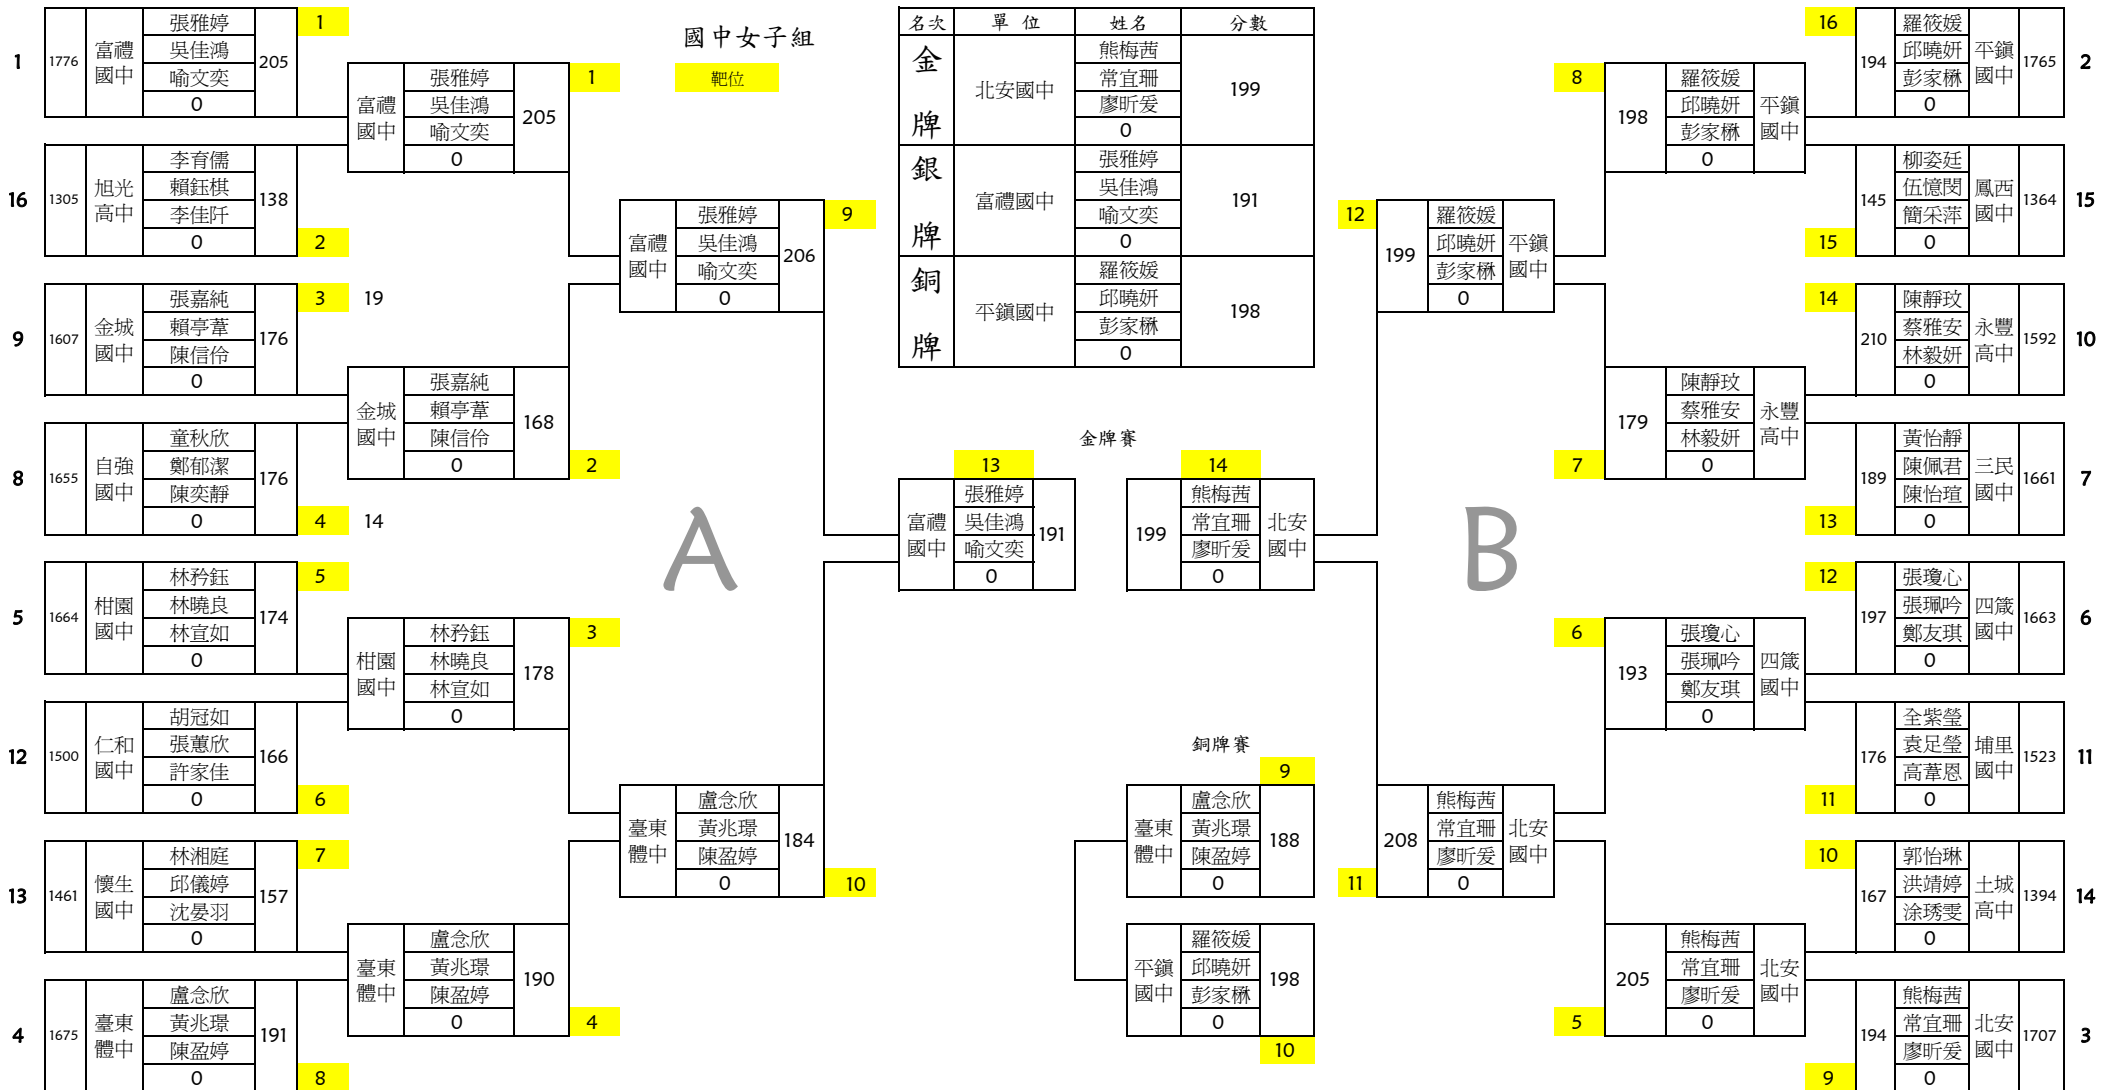 國中女子組
靶位
名次 單 位 姓名 分數
金牌 北安國中 熊梅茜 199
常宜珊
廖昕爰
0
銀牌 富禮國中 張雅婷 191
吳佳鴻
喻文奕
0
銅牌 平鎮國中 羅筱媛 198
邱曉妍
彭家楙
0
A
1 1776 富禮國中 張雅婷 205 1
吳佳鴻
喻文奕
0
16 1305 旭光高中 李育儒 138
賴鈺棋
李佳阡
0 2
9 1607 金城國中 張嘉純 176 3 19
賴亭葦
陳信伶
0
8 1655 自強國中 童秋欣 176
鄭郁潔
陳奕靜
0 4 14
5 1664 柑園國中 林矜鈺 174 5
林曉良
林宣如
0
12 1500 仁和國中 胡冠如 166
張蕙欣
許家佳
0 6
13 1461 懷生國中 林湘庭 157 7
邱儀婷
沈晏羽
0
4 1675 臺東體中 盧念欣 191
黃兆璟
陳盈婷
0 8
富禮國中 張雅婷 205 1
吳佳鴻
喻文奕
0
金城國中 張嘉純 168
賴亭葦
陳信伶
0 2
柑園國中 林矜鈺 178 3
林曉良
林宣如
0
臺東體中 盧念欣 190
黃兆璟
陳盈婷
0 4
富禮國中 張雅婷 206 9
吳佳鴻
喻文奕
0
臺東體中 盧念欣 184
黃兆璟
陳盈婷
0 10
金牌賽
13 14
富禮國中 張雅婷 191
吳佳鴻
喻文奕
0
199 熊梅茜 北安國中
常宜珊
廖昕爰
0
銅牌賽
9
臺東體中 盧念欣 188
黃兆璟
陳盈婷
0
平鎮國中 羅筱媛 198
邱曉妍
彭家楙
0
10
B
12 199 羅筱媛 平鎮國中
邱曉妍
彭家楙
0
208 熊梅茜 北安國中
常宜珊
廖昕爰
11 0
8 198 羅筱媛 平鎮國中
邱曉妍
彭家楙
0
179 陳靜玟 永豐高中
蔡雅安
林毅妍
7 0
6 193 張瓊心 四箴國中
張珮吟
鄭友琪
0
205 熊梅茜 北安國中
常宜珊
廖昕爰
5 0
16 194 羅筱媛 平鎮國中 1765 2
邱曉妍
彭家楙
0
145 柳姿廷 鳳西國中 1364 15
伍憶閔
簡采萍
15 0
14 210 陳靜玟 永豐高中 1592 10
蔡雅安
林毅妍
0
189 黃怡靜 三民國中 1661 7
陳佩君
陳怡瑄
13 0
12 197 張瓊心 四箴國中 1663 6
張珮吟
鄭友琪
0
176 全紫瑩 埔里國中 1523 11
袁足瑩
高葦恩
11 0
10 167 郭怡琳 土城高中 1394 14
洪靖婷
涂琇雯
0
194 熊梅茜 北安國中 1707 3
常宜珊
廖昕爰
9 0